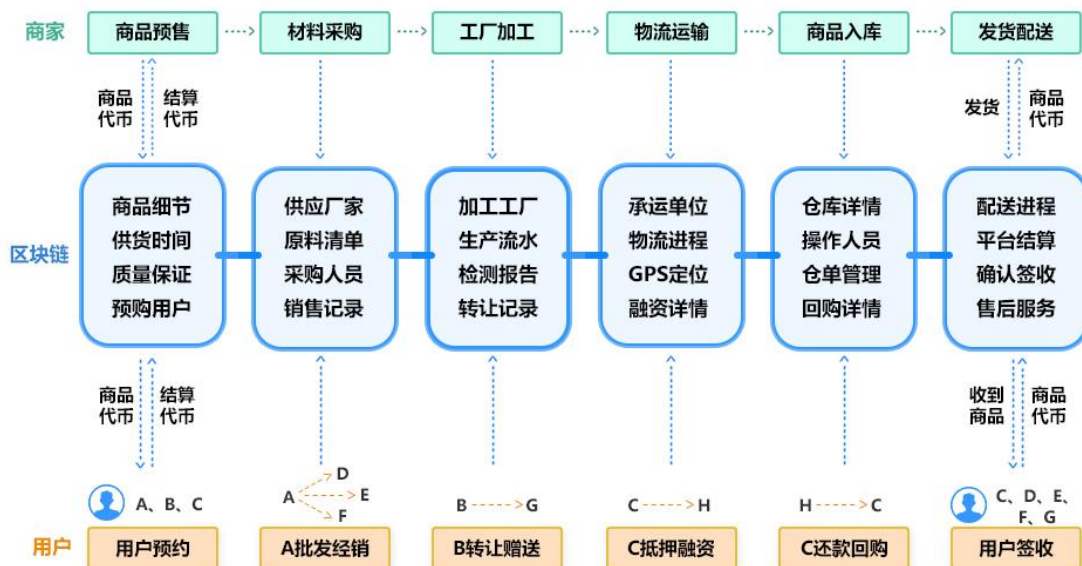 商家
商品预售
材料采购
工厂加工
物流运输
商品入库
发货配送
商品
代币
结算
代币
发货
商品
代币
区块链
商品细节
供货时间
质量保证
预购用户
供应厂家
原料清单
采购人员
销售记录
加工工厂
生产流水
检测报告
转让记录
承运单位
物流进程
GPS定位
融资详情
仓库详情
操作人员
仓单管理
回购详情
配送进程
平台结算
确认签收
售后服务
商品
代币
结算
代币
收到
商品
商品
代币
A、B、C
A
D
E
F
B
G
C
H
H
C
C、D、E、
F、G
用户
用户预约
A批发经销
B转让赠送
C抵押融资
C还款回购
用户签收